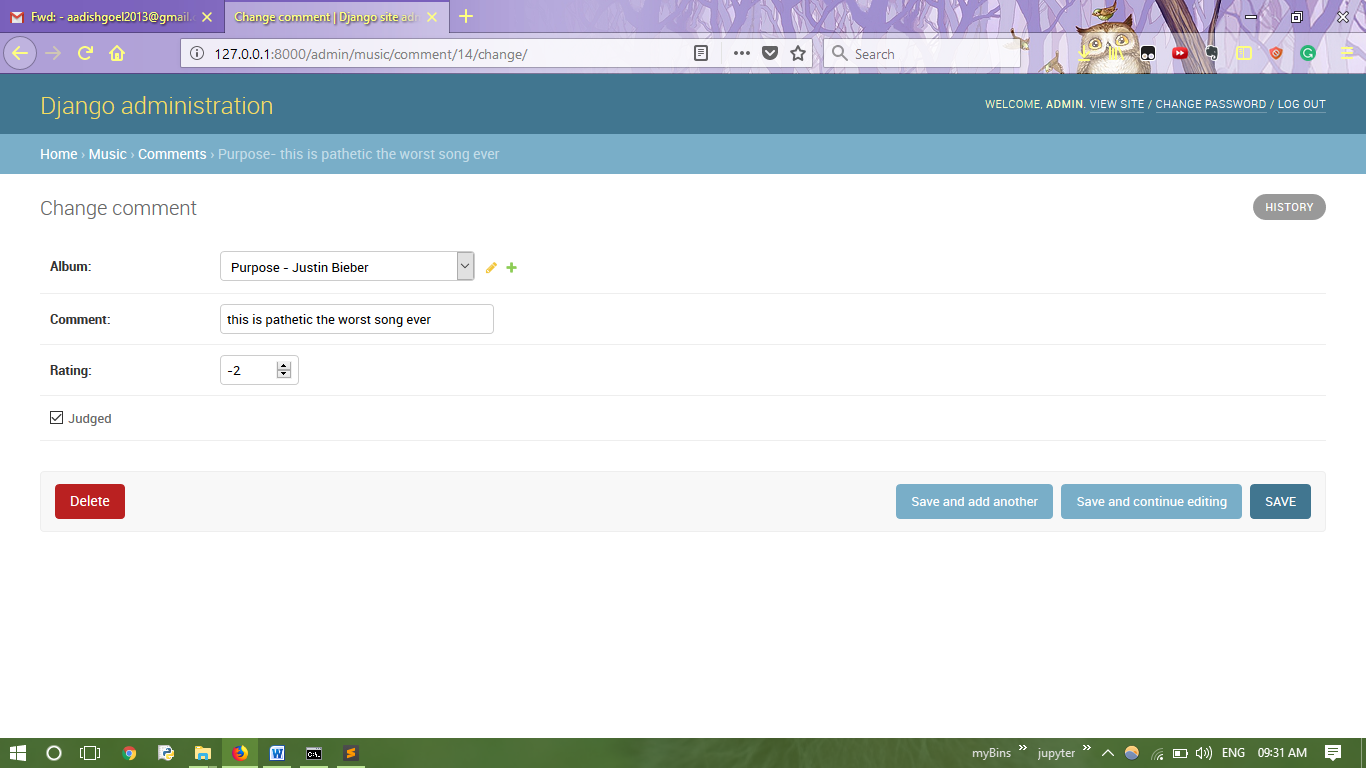 Fwd: - aadishgoel2013@gmail.
Change comment | Django site adm
127.0.0.1:8000/admin/music/comment/14/change/
Search
Django administration
WELCOME, ADMIN. VIEW SITE / CHANGE PASSWORD / LOG OUT
Home › Music › Comments › Purpose- this is pathetic the worst song ever
Change comment
HISTORY
Album:
Purpose - Justin Bieber
Comment:
this is pathetic the worst song ever
Rating:
-2
Judged
Delete
Save and add another
Save and continue editing
SAVE
myBins
jupyter
ENG
09:31 AM